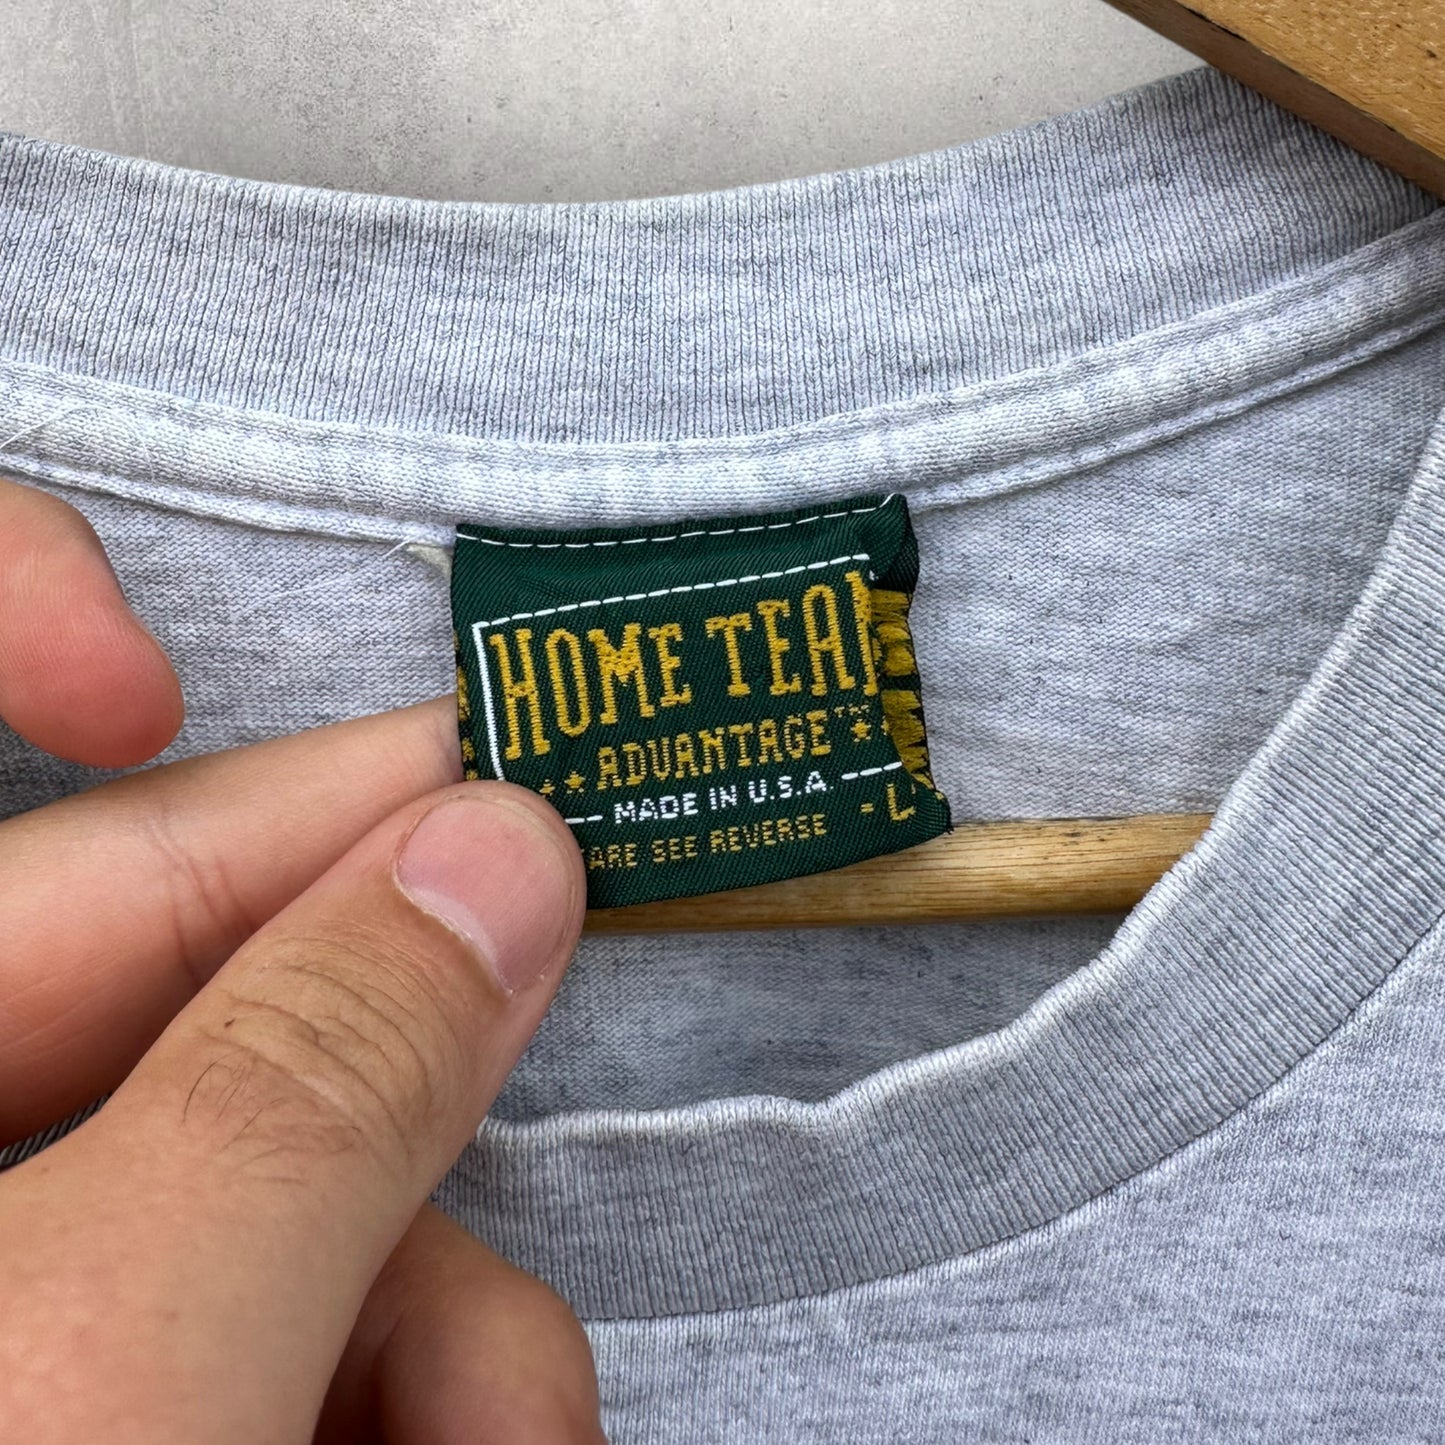 HOME TEAM
ADVANTAGE™
MADE IN U.S.A.
- L
CARE SEE REVERSE